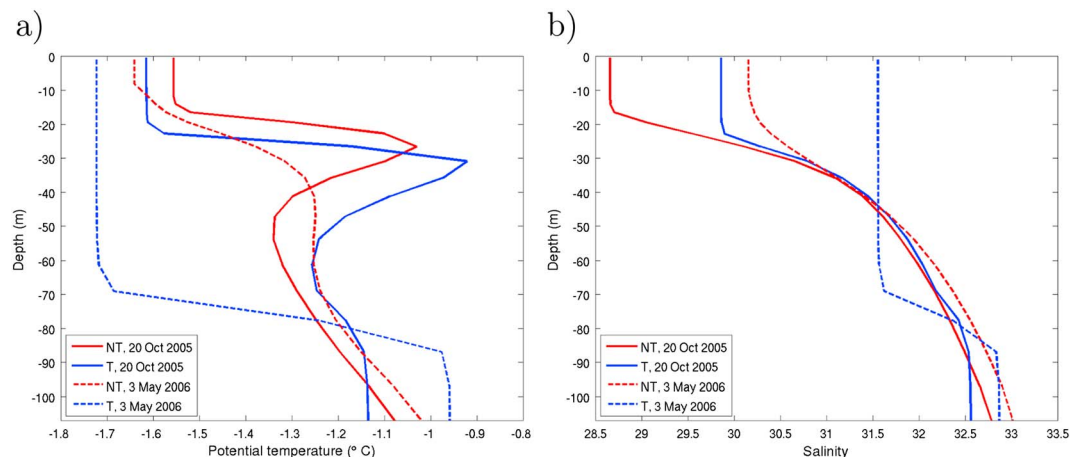 a)
0
-10
-20
-30
-40
-50
-60
-70
-80
-90
-100
Depth (m)
NT, 20 Oct 2005
T, 20 Oct 2005
NT, 3 May 2006
T, 3 May 2006
-1.8 -1.7 -1.6 -1.5 -1.4 -1.3 -1.2 -1.1 -1 -0.9 -0.8
Potential temperature (° C)
b)
0
-10
-20
-30
-40
-50
-60
-70
-80
-90
-100
Depth (m)
NT, 20 Oct 2005
T, 20 Oct 2005
NT, 3 May 2006
T, 3 May 2006
28.5 29 29.5 30 30.5 31 31.5 32 32.5 33 33.5
Salinity